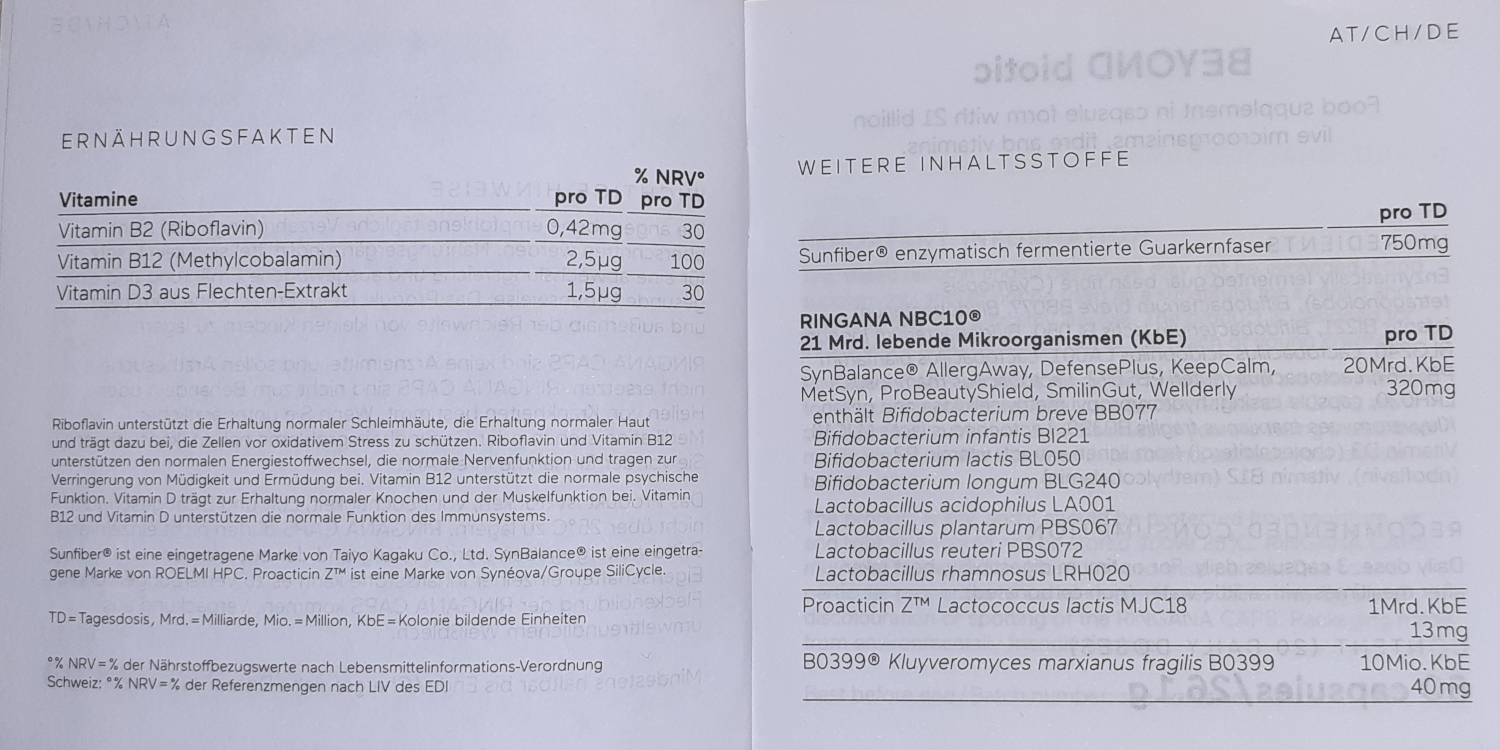 ERNÄHRUNGSFAKTEN
% NRV°
Vitamine pro TD pro TD
Vitamin B2 (Riboflavin) 0,42mg 30
Vitamin B12 (Methylcobalamin) 2,5µg 100
Vitamin D3 aus Flechten-Extrakt 1,5µg 30
Riboflavin unterstützt die Erhaltung normaler Schleimhäute, die Erhaltung normaler Haut
und trägt dazu bei, die Zellen vor oxidativem Stress zu schützen. Riboflavin und Vitamin B12
unterstützen den normalen Energiestoffwechsel, die normale Nervenfunktion und tragen zur
Verringerung von Müdigkeit und Ermüdung bei. Vitamin B12 unterstützt die normale psychische
Funktion. Vitamin D trägt zur Erhaltung normaler Knochen und der Muskelfunktion bei. Vitamin
B12 und Vitamin D unterstützen die normale Funktion des Immunsystems.
Sunfiber® ist eine eingetragene Marke von Taiyo Kagaku Co., Ltd. SynBalance® ist eine eingetra-
gene Marke von ROELMI HPC. Proacticin Z™ ist eine Marke von Synéova/Groupe SiliCycle.
TD=Tagesdosis, Mrd.=Milliarde, Mio.=Million, KbE=Kolonie bildende Einheiten
°% NRV=% der Nährstoffbezugswerte nach Lebensmittelinformations-Verordnung
Schweiz: °% NRV=% der Referenzmengen nach LIV des EDI
AT/CH/DE
WEITERE INHALTSSTOFFE
pro TD
Sunfiber® enzymatisch fermentierte Guarkernfaser 750mg
RINGANA NBC10®
21 Mrd. lebende Mikroorganismen (KbE) pro TD
SynBalance® AllergAway, DefensePlus, KeepCalm, 20Mrd.KbE
MetSyn, ProBeautyShield, SmilinGut, Wellderly 320mg
enthält Bifidobacterium breve BB077
Bifidobacterium infantis BI221
Bifidobacterium lactis BL050
Bifidobacterium longum BLG240
Lactobacillus acidophilus LA001
Lactobacillus plantarum PBS067
Lactobacillus reuteri PBS072
Lactobacillus rhamnosus LRH020
Proacticin Z™ Lactococcus lactis MJC18 1Mrd.KbE
13mg
B0399® Kluyveromyces marxianus fragilis B0399 10Mio.KbE
40mg